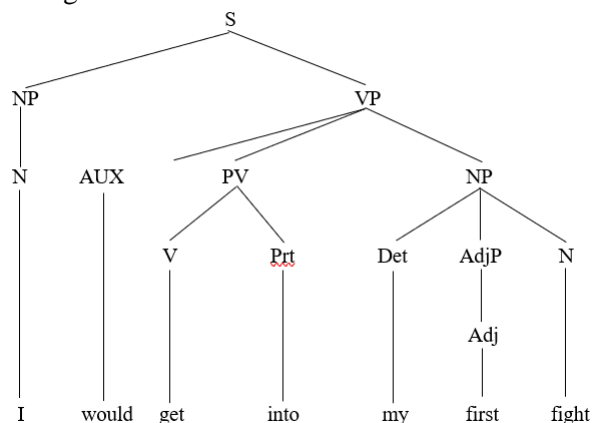 S
NP VP
N AUX PV NP
V Prt Det AdjP N
Adj
I would get into my first fight